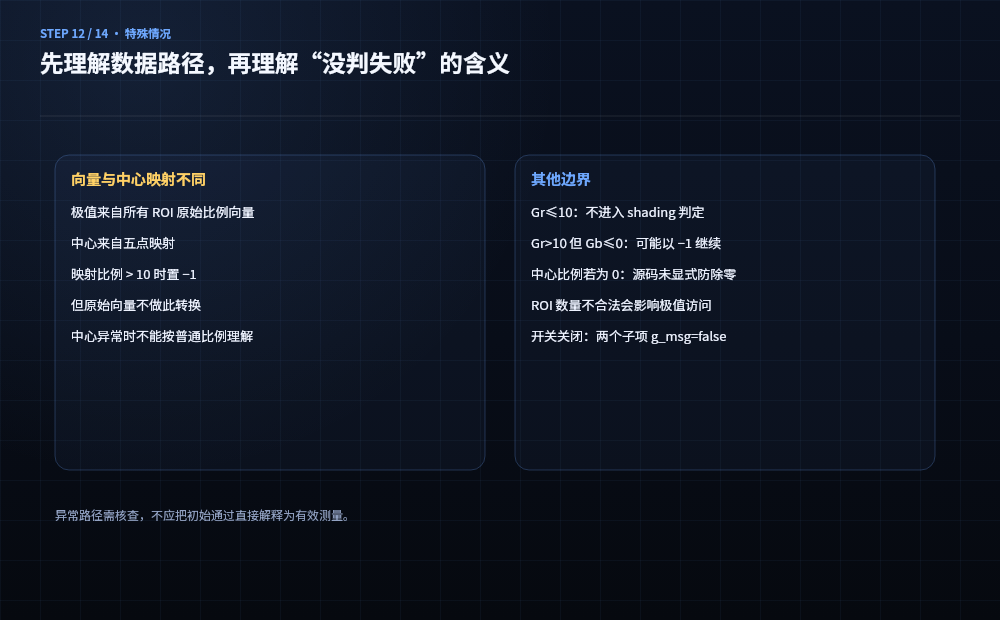 STEP 12 / 14 • 特殊情况
先理解数据路径，再理解“没判失败”的含义
向量与中心映射不同
极值来自所有 ROI 原始比例向量
中心来自五点映射
映射比例 > 10 时置 −1
但原始向量不做此转换
中心异常时不能按普通比例理解
其他边界
Gr≤10：不进入 shading 判定
Gr>10 但 Gb≤0：可能以 −1 继续
中心比例若为 0：源码未显式防除零
ROI 数量不合法会影响极值访问
开关关闭：两个子项 g_msg=false
异常路径需核查，不应把初始通过直接解释为有效测量。